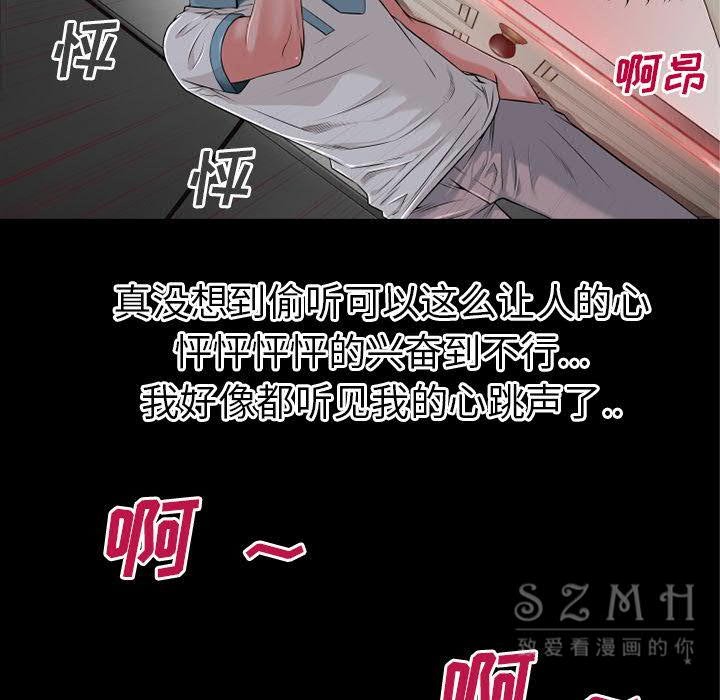 怦
啊昂
怦
真没想到偷听可以这么让人的心
怦怦怦怦的兴奋到不行...
我好像都听见我的心跳声了..
啊～
SZMH
致爱看漫画的你
啊～